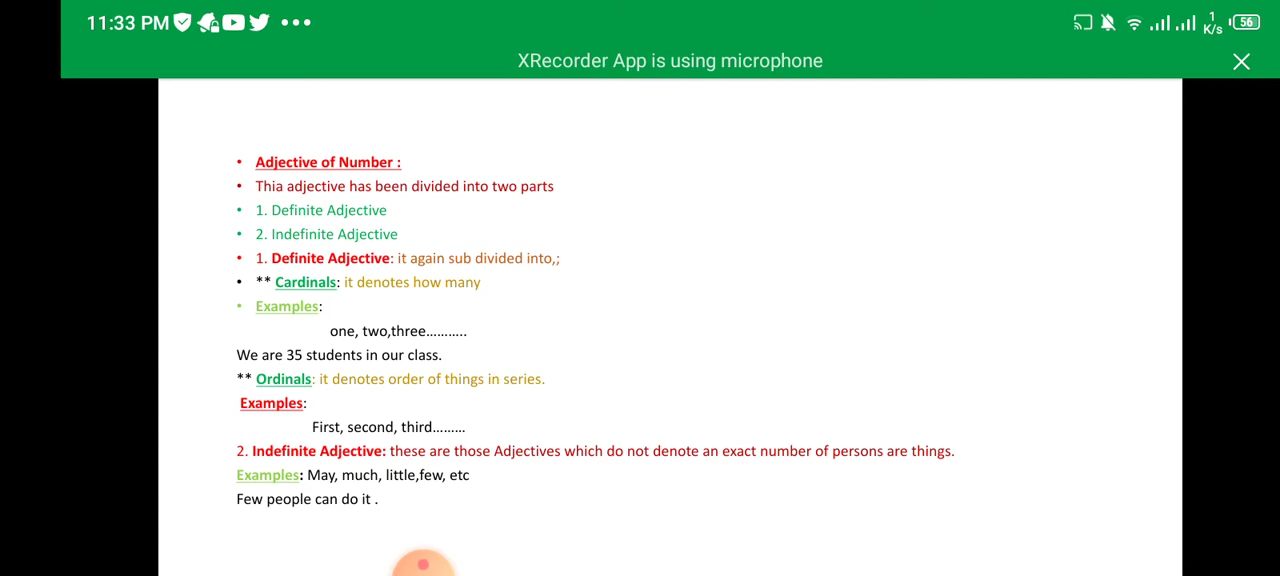 11:33 PM
1 K/s 56
XRecorder App is using microphone
• Adjective of Number :
• Thia adjective has been divided into two parts
• 1. Definite Adjective
• 2. Indefinite Adjective
• 1. Definite Adjective: it again sub divided into,;
• ** Cardinals: it denotes how many
• Examples:
one, two,three...........
We are 35 students in our class.
** Ordinals: it denotes order of things in series.
Examples:
First, second, third.........
2. Indefinite Adjective: these are those Adjectives which do not denote an exact number of persons are things.
Examples: May, much, little,few, etc
Few people can do it .